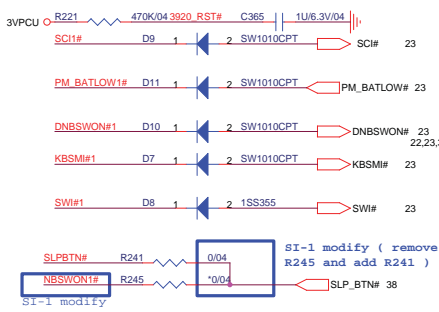 3VPCU R221 470K/04 3920_RST# C365 1U/6.3V/04
SCI1# D9 1 2 SW1010CPT SCI# 23
PM_BATLOW1# D11 1 2 SW1010CPT PM_BATLOW# 23
DNBSWON#1 D10 1 2 SW1010CPT DNBSWON# 23
22,23,
KBSMI#1 D7 1 2 SW1010CPT KBSMI# 23
SWI#1 D8 1 2 1SS355 SWI# 23
SLPBTN# R241 0/04
SI-1 modify ( remove
R245 and add R241 )
NBSWON1# R245 *0/04 SLP_BTN# 38
SI-1 modify